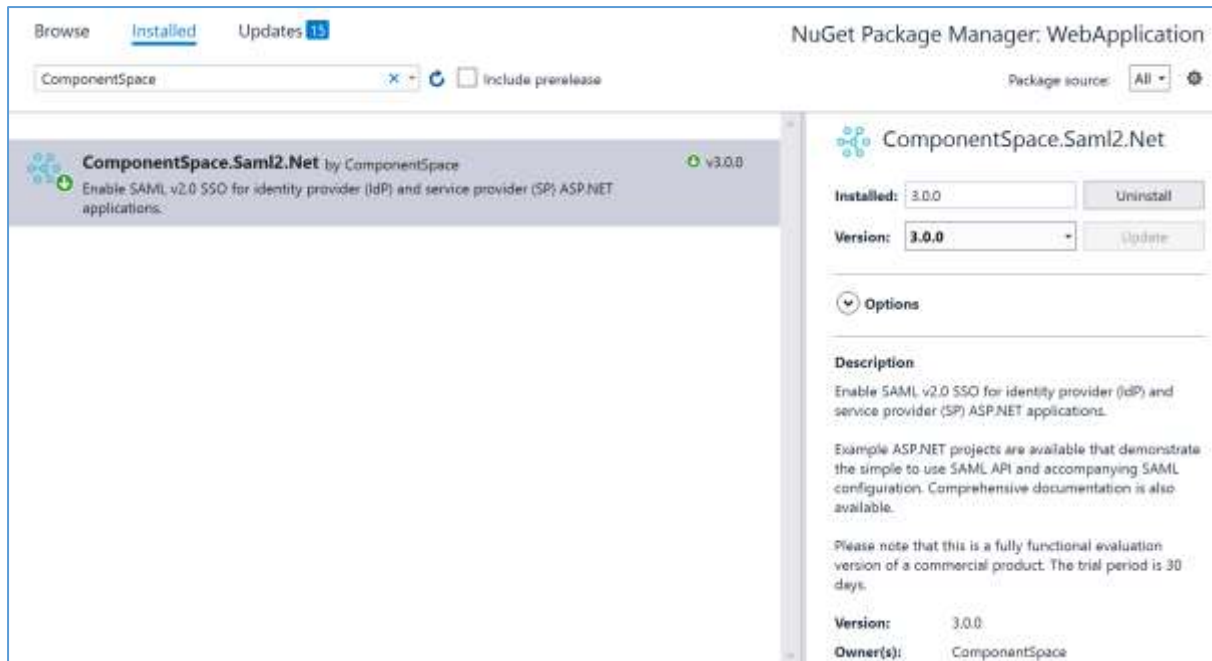 Browse Installed Updates 15
NuGet Package Manager: WebApplication
ComponentSpace
Include prerelease
Package source: All
ComponentSpace.Saml2.Net by ComponentSpace v3.0.0
Enable SAML v2.0 SSO for identity provider (IdP) and service provider (SP) ASP.NET
applications.
ComponentSpace.Saml2.Net
Installed: 3.0.0 Uninstall
Version: 3.0.0 Update
Options
Description
Enable SAML v2.0 SSO for identity provider (IdP) and
service provider (SP) ASP.NET applications.
Example ASP.NET projects are available that demonstrate
the simple to use SAML API and accompanying SAML
configuration. Comprehensive documentation is also
available.
Please note that this is a fully functional evaluation
version of a commercial product. The trial period is 30
days.
Version: 3.0.0
Owner(s): ComponentSpace